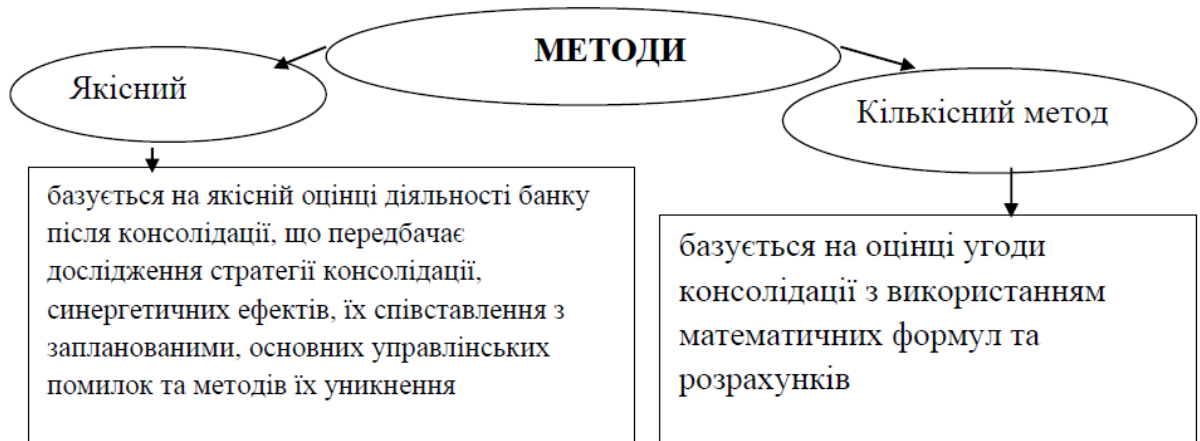 МЕТОДИ
Якісний
Кількісний метод
базується на якісній оцінці діяльності банку
після консолідації, що передбачає
дослідження стратегії консолідації,
синергетичних ефектів, їх співставлення з
запланованими, основних управлінських
помилок та методів їх уникнення
базується на оцінці угоди
консолідації з використанням
математичних формул та
розрахунків